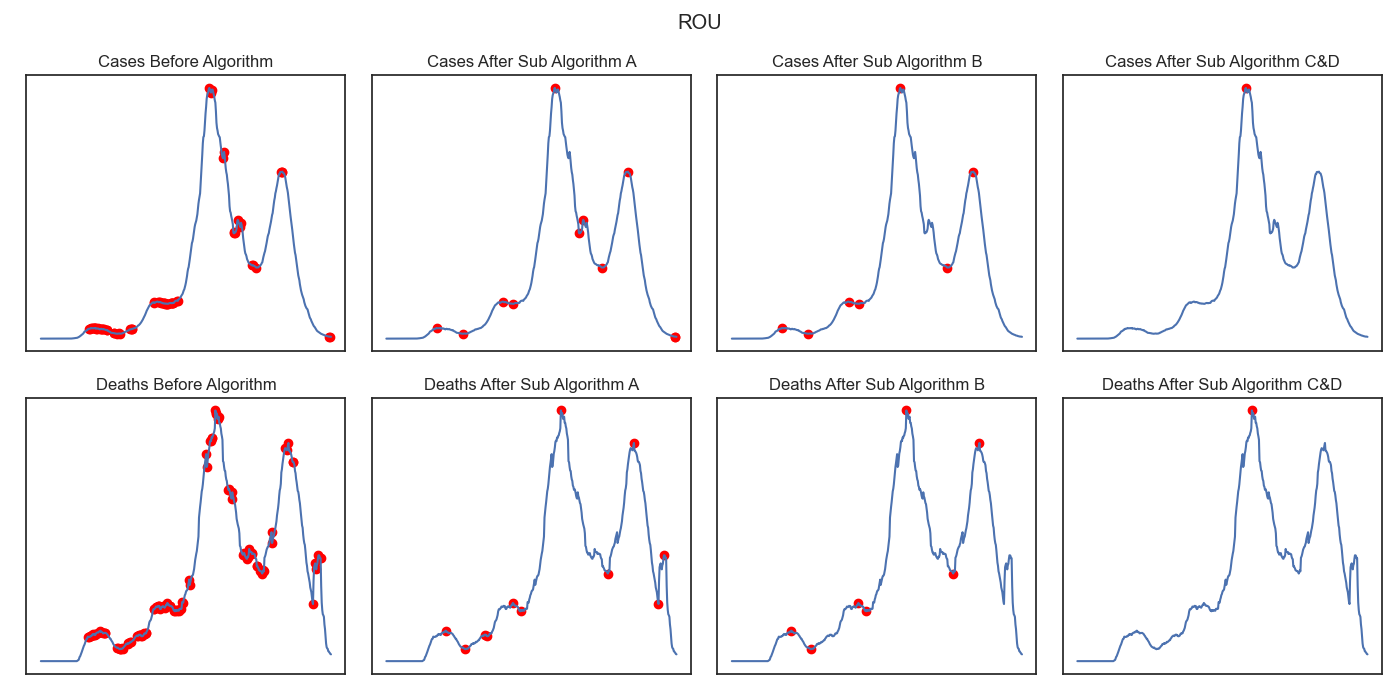 ROU
Cases Before Algorithm
Cases After Sub Algorithm A
Cases After Sub Algorithm B
Cases After Sub Algorithm C&D
Deaths Before Algorithm
Deaths After Sub Algorithm A
Deaths After Sub Algorithm B
Deaths After Sub Algorithm C&D